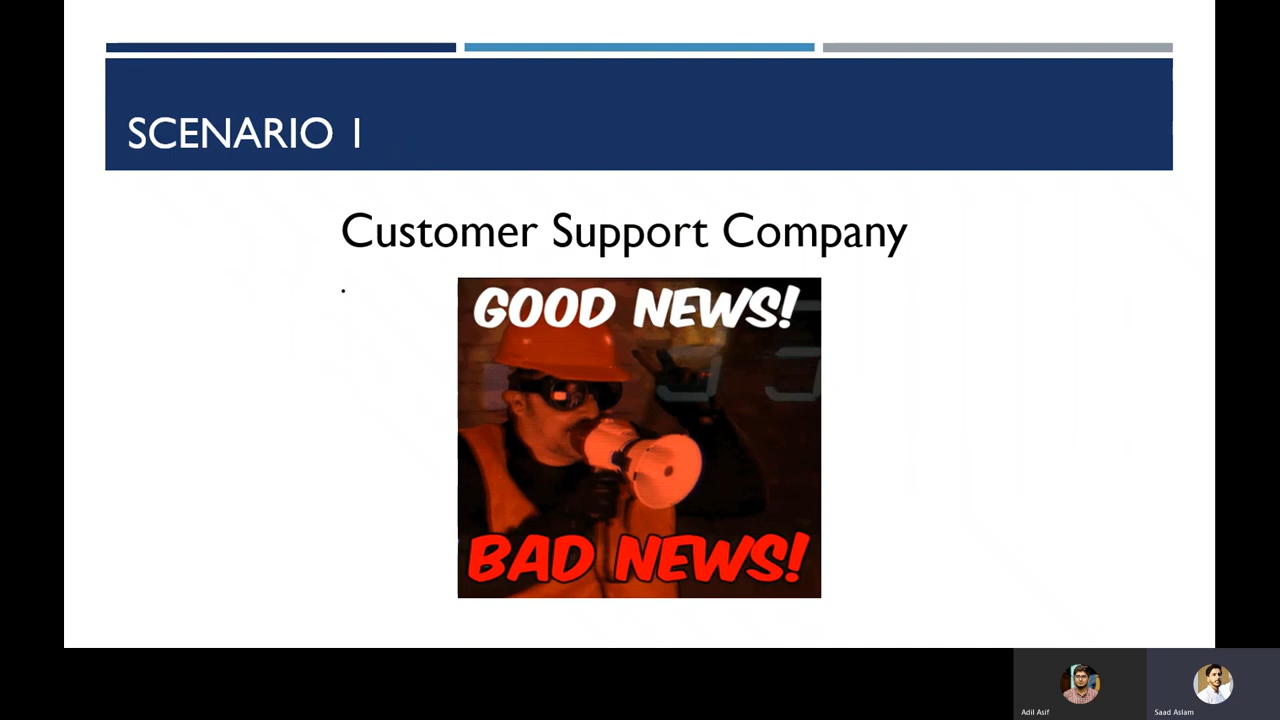 SCENARIO 1
Customer Support Company
GOOD NEWS!
BAD NEWS!
Adil Asif
Saad Aslam